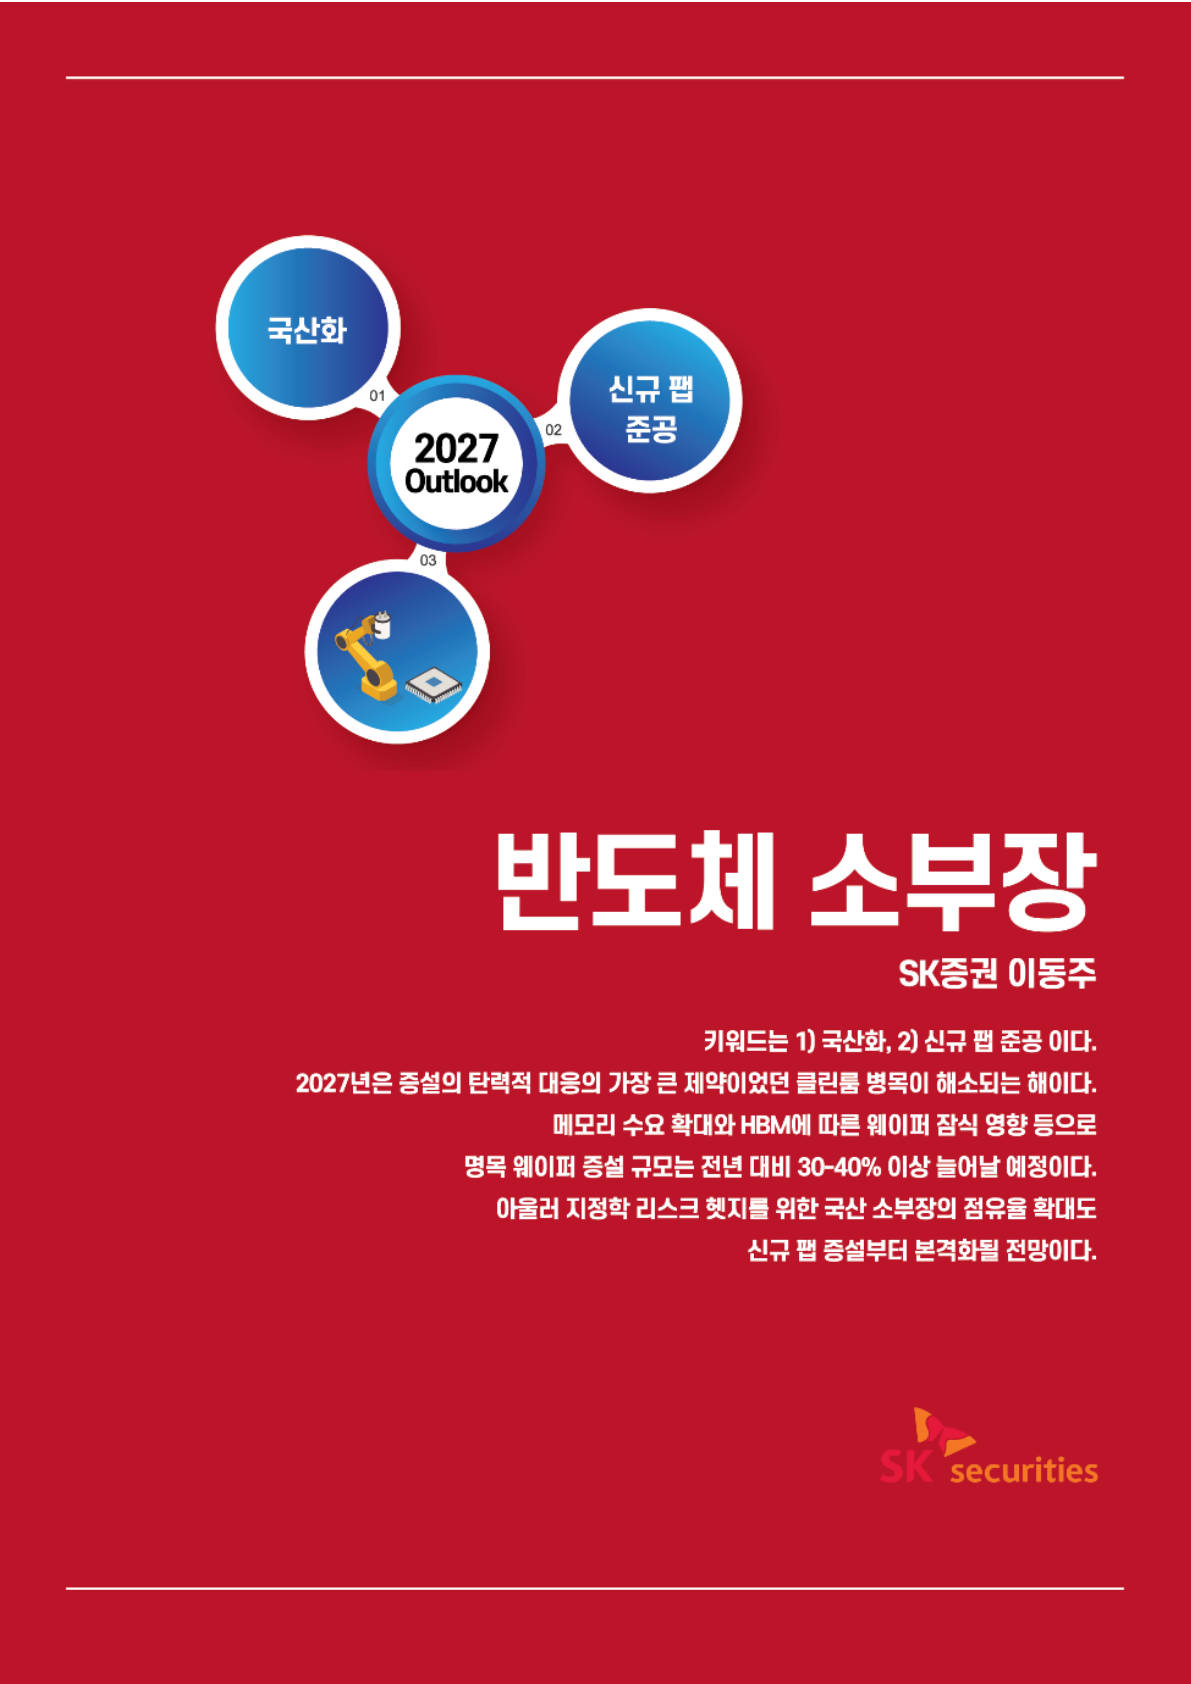 국산화
01
신규 팹
준공
02
2027
Outlook
03
반도체 소부장
SK증권 이동주
키워드는 1) 국산화, 2) 신규 팹 준공 이다.
2027년은 증설의 탄력적 대응의 가장 큰 제약이었던 클린룸 병목이 해소되는 해이다.
메모리 수요 확대와 HBM에 따른 웨이퍼 잠식 영향 등으로
명목 웨이퍼 증설 규모는 전년 대비 30-40% 이상 늘어날 예정이다.
아울러 지정학 리스크 헷지를 위한 국산 소부장의 점유율 확대도
신규 팹 증설부터 본격화될 전망이다.
SK securities